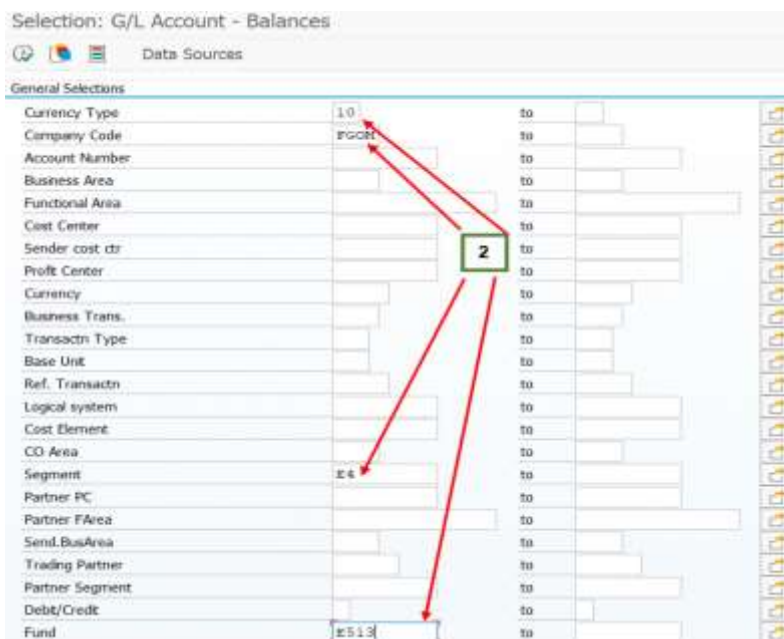 Selection: G/L Account - Balances
Data Sources
General Selections
Currency Type 10 to
Company Code FGOM to
Account Number to
Business Area to
Functional Area to
Cost Center to
Sender cost ctr 2 to
Profit Center to
Currency to
Business Trans. to
Transactn Type to
Base Unit to
Ref. Transactn to
Logical system to
Cost Element to
CO Area to
Segment E4 to
Partner PC to
Partner FArea to
Send.BusArea to
Trading Partner to
Partner Segment to
Debit/Credit to
Fund E513 to